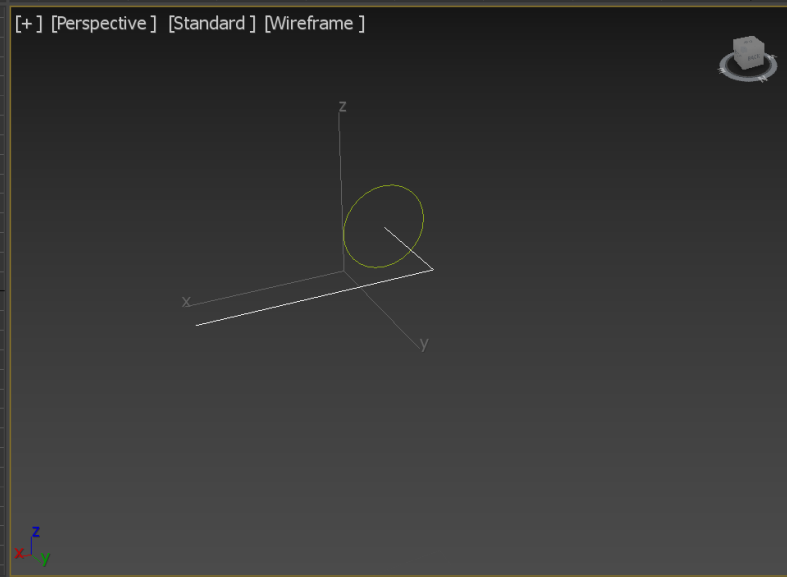 [+ ] [Perspective ] [Standard ] [Wireframe ]
z
x
y
z
x
y